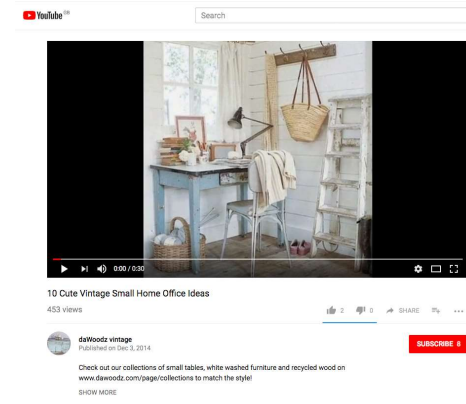 YouTube GB
Search
0:00 / 0:30
10 Cute Vintage Small Home Office Ideas
453 views
2
0
SHARE
daWoodz vintage
Published on Dec 3, 2014
SUBSCRIBE 8
Check out our collections of small tables, white washed furniture and recycled wood on
www.dawoodz.com/page/collections to match the style!
SHOW MORE